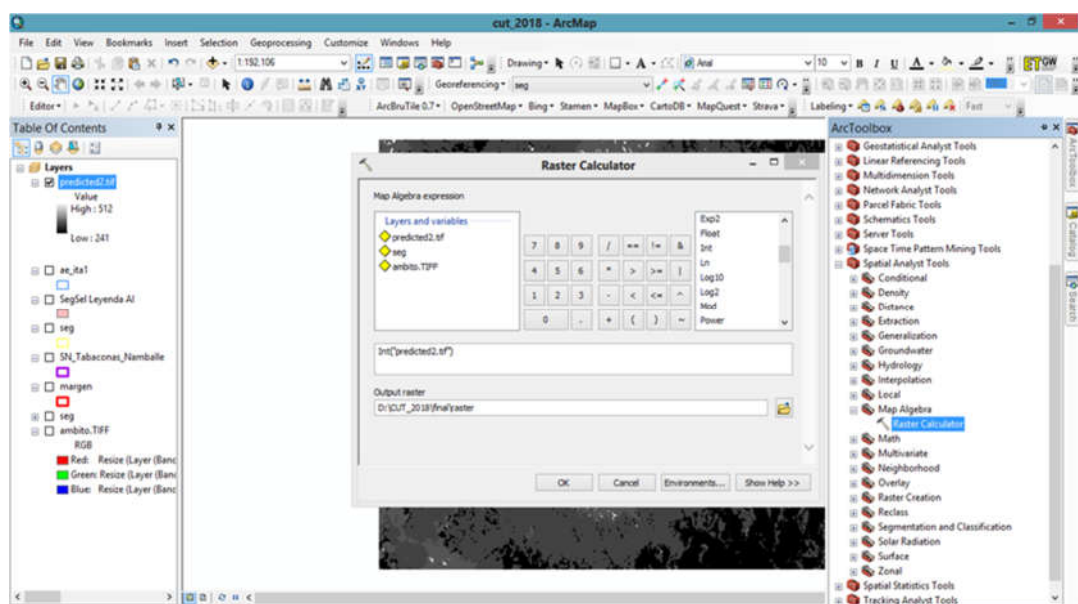 cut_2018 - ArcMap
File Edit View Bookmarks Insert Selection Geoprocessing Customize Windows Help
1:192,106
Drawing
Arial
10
B I U A
ETGW
Georeferencing
seg
Editor
ArcBruTile 0.7 OpenStreetMap Bing Stamen MapBox CartoDB MapQuest Strava
Labeling
Fast
Table Of Contents
Layers
predicted2.tif
Value
High : 512
Low : 241
ae_ita1
SegSel Leyenda AI
seg
SN_Tabaconas_Namballe
margen
seg
ambito.TIFF
RGB
Red: Resize (Layer (Banc
Green: Resize (Layer (Banc
Blue: Resize (Layer (Banc
Raster Calculator
Map Algebra expression
Layers and variables
predicted2.tif
seg
ambito.TIFF
7 8 9 / == != &
4 5 6 * > >= |
1 2 3 - < <= ^
0 . + ( ) ~
Exp2
Float
Int
Ln
Log10
Log2
Mod
Power
Int("predicted2.tif")
Output raster
D:\CUT_2018\final\raster
OK
Cancel
Environments...
Show Help >>
ArcToolbox
Geostatistical Analyst Tools
Linear Referencing Tools
Multidimension Tools
Network Analyst Tools
Parcel Fabric Tools
Schematics Tools
Server Tools
Space Time Pattern Mining Tools
Spatial Analyst Tools
Conditional
Density
Distance
Extraction
Generalization
Groundwater
Hydrology
Interpolation
Local
Map Algebra
Raster Calculator
Math
Multivariate
Neighborhood
Overlay
Raster Creation
Reclass
Segmentation and Classification
Solar Radiation
Surface
Zonal
Spatial Statistics Tools
Tracking Analyst Tools
ArcToolbox
Catalog
Search